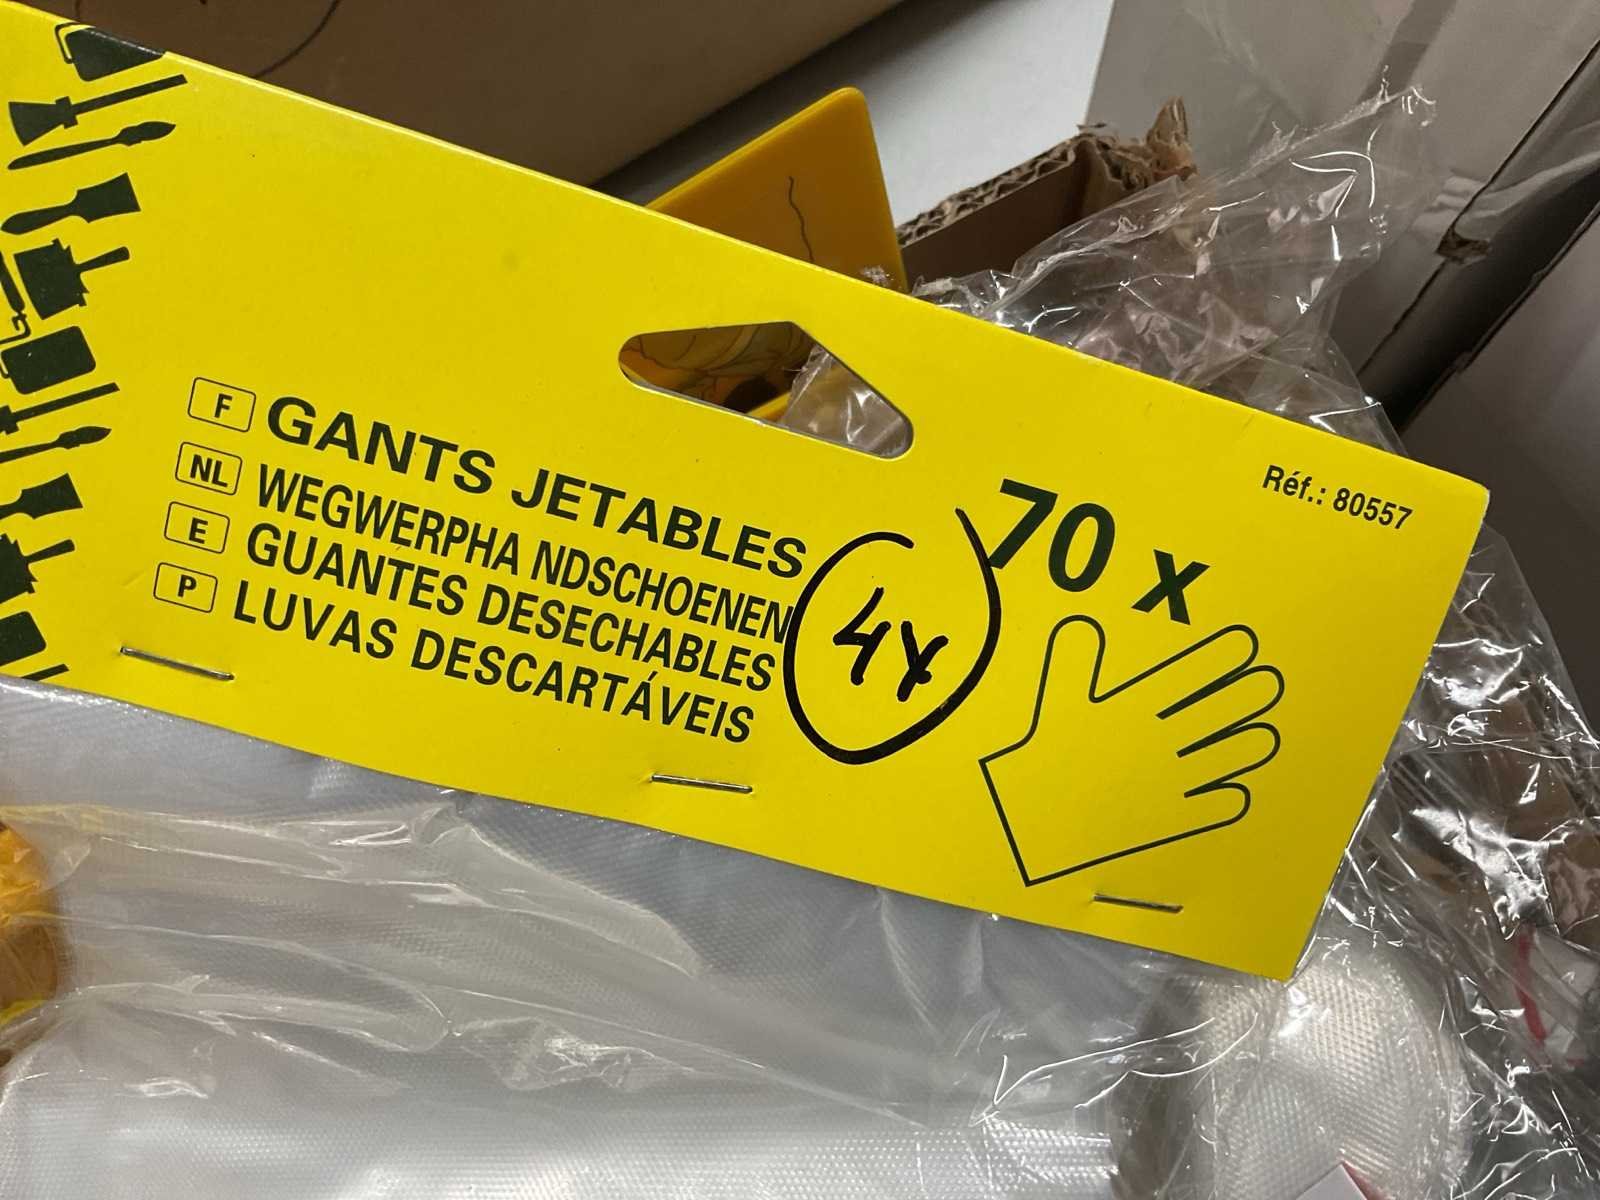 F GANTS JETABLES
NL WEGWERPHA NDSCHOENEN
E GUANTES DESECHABLES
P LUVAS DESCARTÁVEIS
4x
70 x
Réf.: 80557